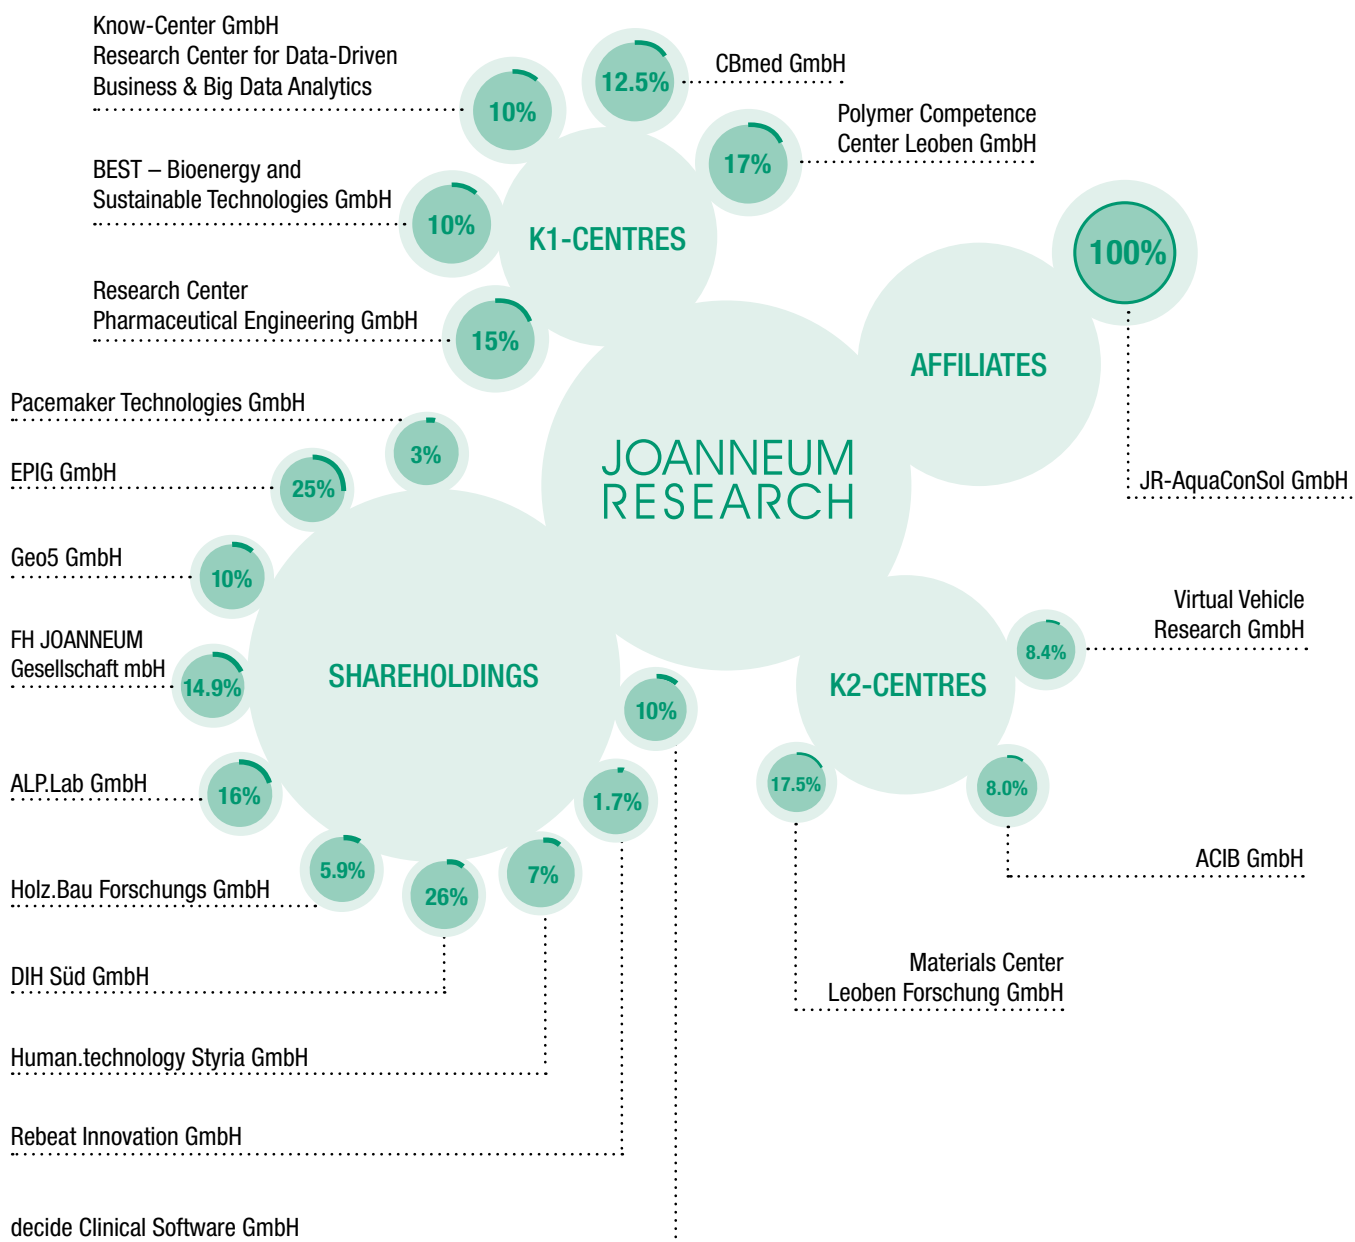 Know-Center GmbH
Research Center for Data-Driven
Business & Big Data Analytics
10%
12.5%
CBmed GmbH
Polymer Competence
Center Leoben GmbH
17%
BEST – Bioenergy and
Sustainable Technologies GmbH
10%
K1-CENTRES
100%
Research Center
Pharmaceutical Engineering GmbH
15%
AFFILIATES
JR-AquaConSol GmbH
Pacemaker Technologies GmbH
3%
JOANNEUM
RESEARCH
EPIG GmbH
25%
Geo5 GmbH
10%
FH JOANNEUM
Gesellschaft mbH
14.9%
SHAREHOLDINGS
10%
K2-CENTRES
8.4%
Virtual Vehicle
Research GmbH
ALP.Lab GmbH
16%
1.7%
17.5%
8.0%
ACIB GmbH
Holz.Bau Forschungs GmbH
5.9%
26%
7%
DIH Süd GmbH
Materials Center
Leoben Forschung GmbH
Human.technology Styria GmbH
Rebeat Innovation GmbH
decide Clinical Software GmbH